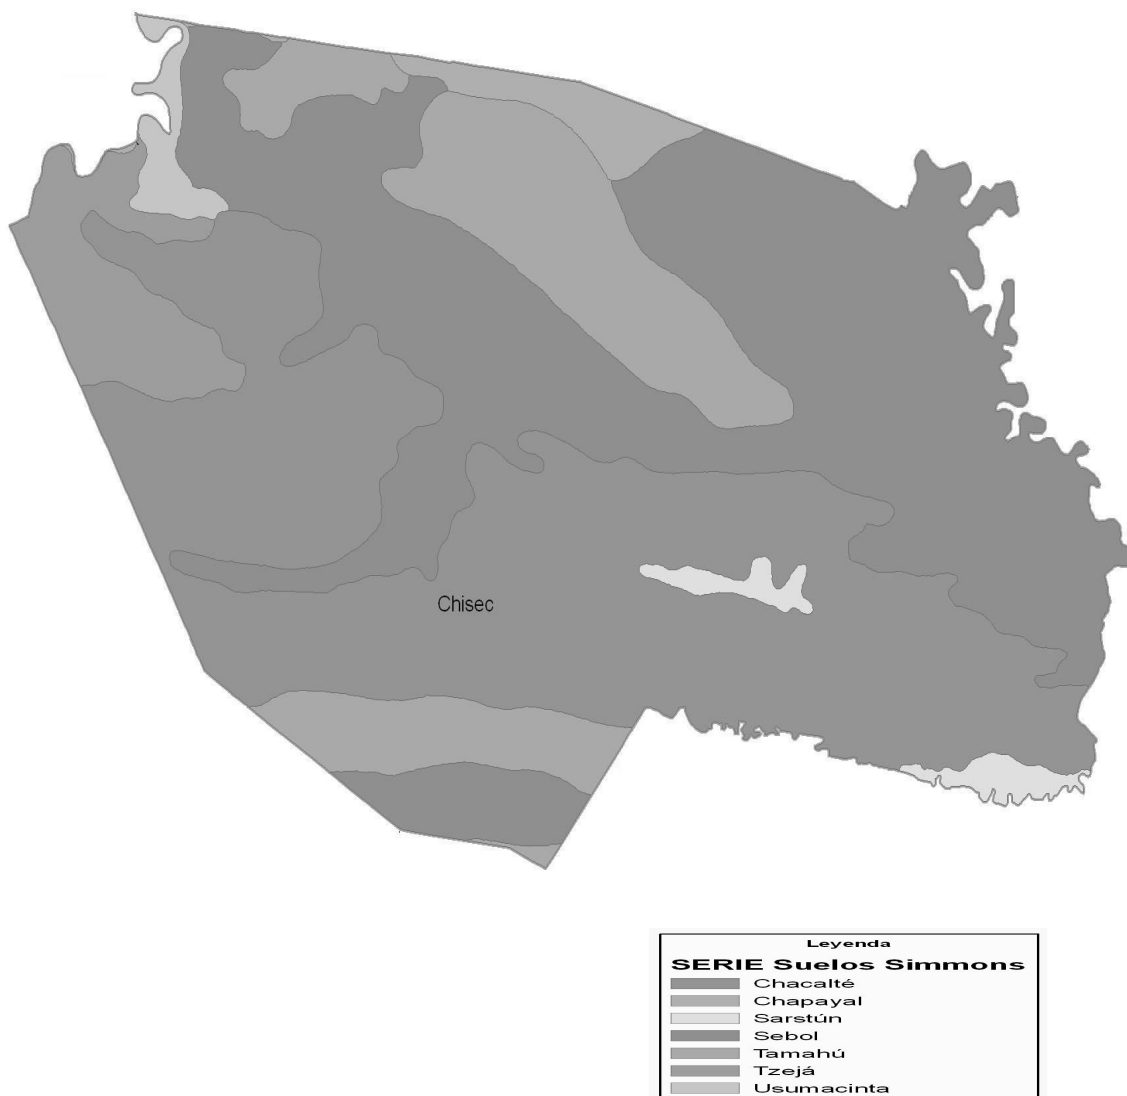 Chisec
Leyenda
SERIE Suelos Simmons
Chacalté
Chapayal
Sarstún
Sebol
Tamahú
Tzejá
Usumacinta